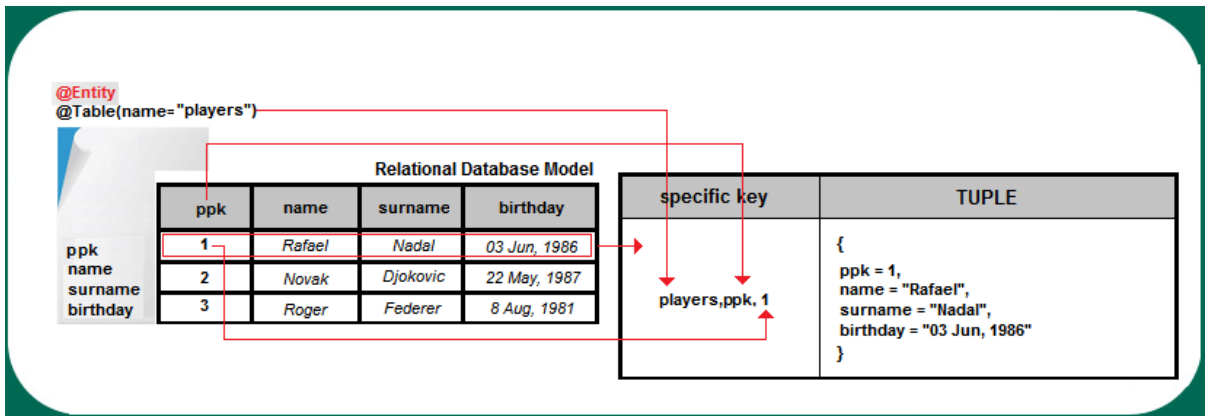 @Entity
@Table(name="players")
Relational Database Model
ppk name surname birthday
1 Rafael Nadal 03 Jun, 1986
2 Novak Djokovic 22 May, 1987
3 Roger Federer 8 Aug, 1981
ppk
name
surname
birthday
specific key TUPLE
players,ppk, 1
{
ppk = 1,
name = "Rafael",
surname = "Nadal",
birthday = "03 Jun, 1986"
}